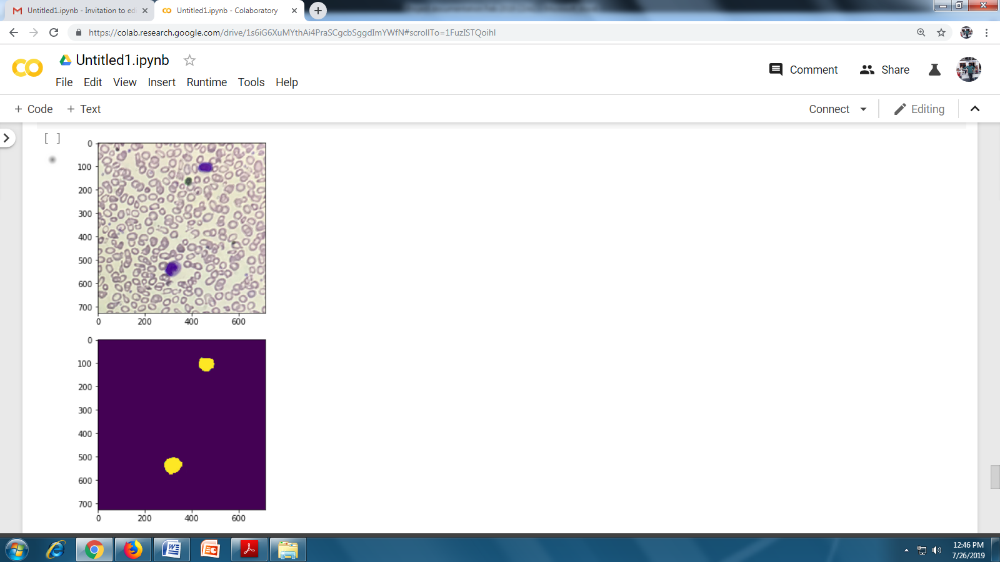 Untitled1.ipynb - Invitation to ed
Untitled1.ipynb - Colaboratory
https://colab.research.google.com/drive/1s6iG6XuMYthAi4PraSCgcbSggdImYWfN#scrollTo=1FuzISTQoihl
Untitled1.ipynb
File Edit View Insert Runtime Tools Help
Comment
Share
+ Code + Text
Connect
Editing
[ ]
0
100
200
300
400
500
600
700
0 200 400 600
0
100
200
300
400
500
600
700
0 200 400 600
12:46 PM
7/26/2019